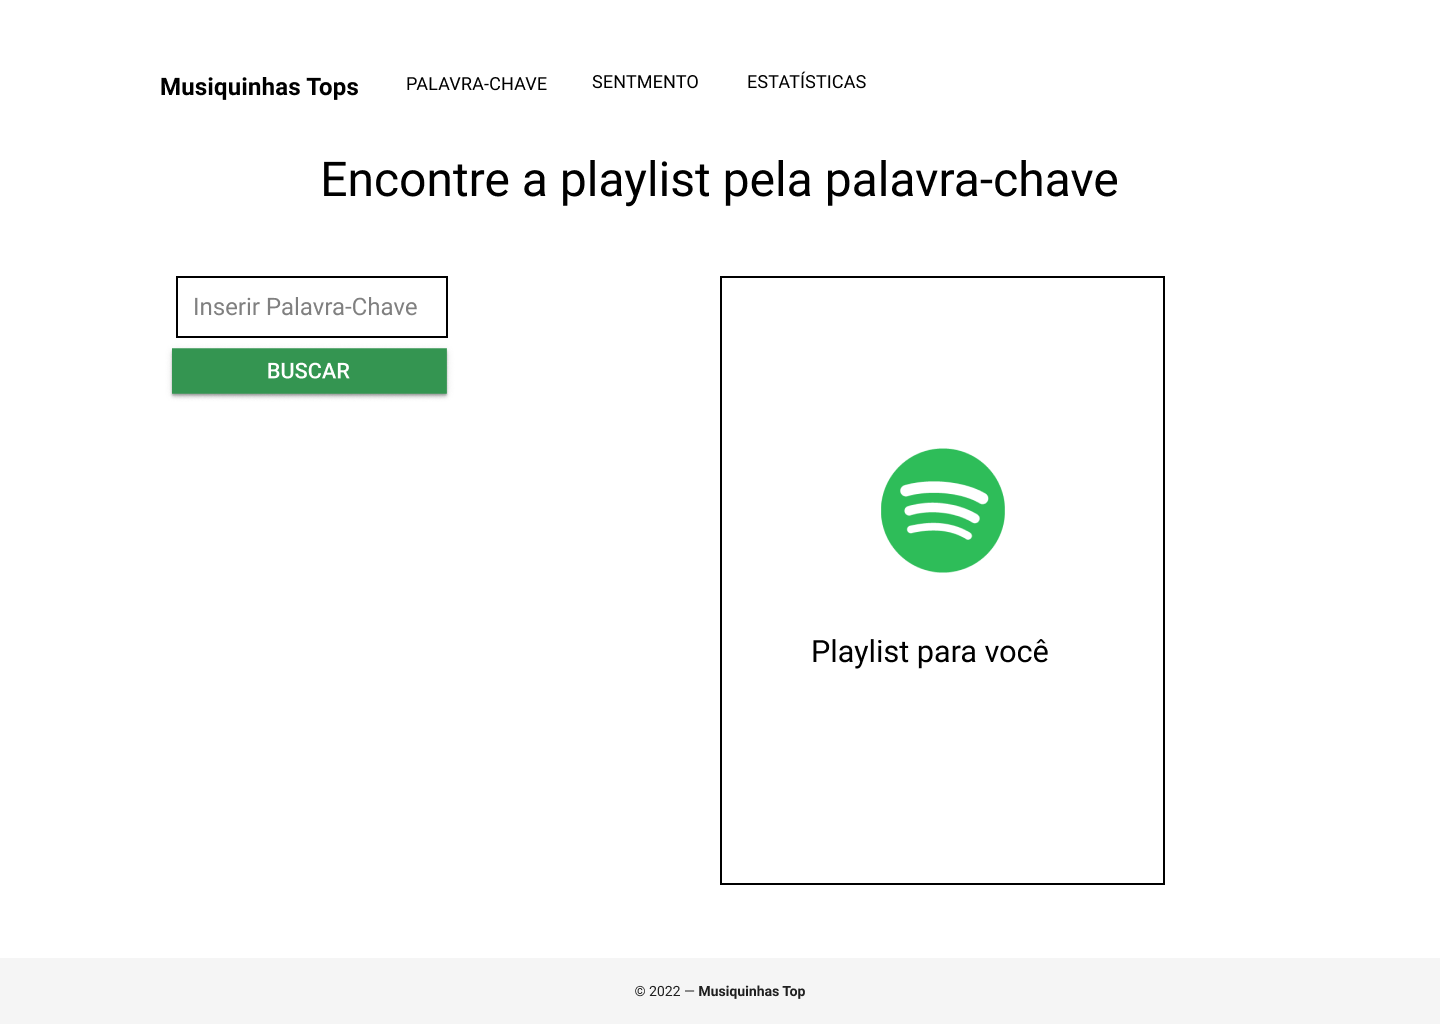 Musiquinhas Tops PALAVRA-CHAVE SENTMENTO ESTATÍSTICAS
Encontre a playlist pela palavra-chave
Inserir Palavra-Chave
BUSCAR
Playlist para você
© 2022 — Musiquinhas Top